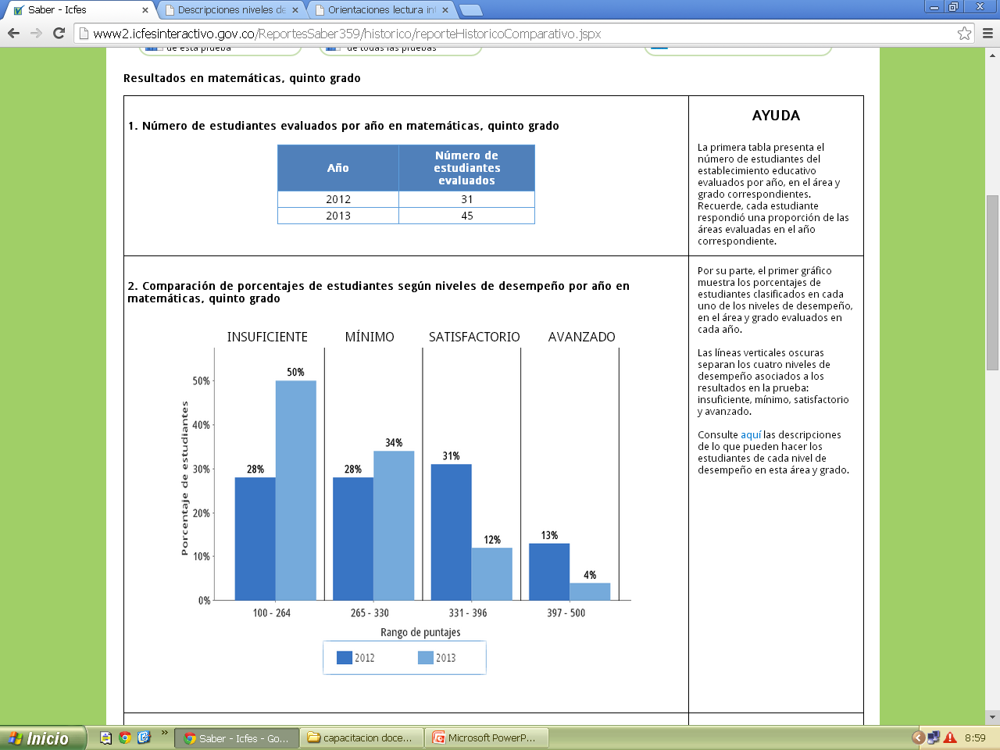 Saber - Icfes
Descripciones niveles de
Orientaciones lectura in
www2.icfesinteractivo.gov.co/ReportesSaber359/historico/reporteHistoricoComparativo.jspx
de esta prueba
de todas las pruebas
Resultados en matemáticas, quinto grado
1. Número de estudiantes evaluados por año en matemáticas, quinto grado
Año
Número de
estudiantes
evaluados
2012 31
2013 45
AYUDA
La primera tabla presenta el
número de estudiantes del
establecimiento educativo
evaluados por año, en el área y
grado correspondientes.
Recuerde, cada estudiante
respondió una proporción de las
áreas evaluadas en el año
correspondiente.
2. Comparación de porcentajes de estudiantes según niveles de desempeño por año en
matemáticas, quinto grado
INSUFICIENTE MÍNIMO SATISFACTORIO AVANZADO
Porcentaje de estudiantes
50%
40%
30%
20%
10%
0%
28% 50%
28% 34%
31% 12%
13% 4%
100 - 264 265 - 330 331 - 396 397 - 500
Rango de puntajes
2012 2013
Por su parte, el primer gráfico
muestra los porcentajes de
estudiantes clasificados en cada
uno de los niveles de desempeño,
en el área y grado evaluados en
cada año.
Las líneas verticales oscuras
separan los cuatro niveles de
desempeño asociados a los
resultados en la prueba:
insuficiente, mínimo, satisfactorio
y avanzado.
Consulte aquí las descripciones
de lo que pueden hacer los
estudiantes de cada nivel de
desempeño en esta área y grado.
Inicio
Saber - Icfes - Go...
capacitacion doce...
Microsoft PowerP...
8:59